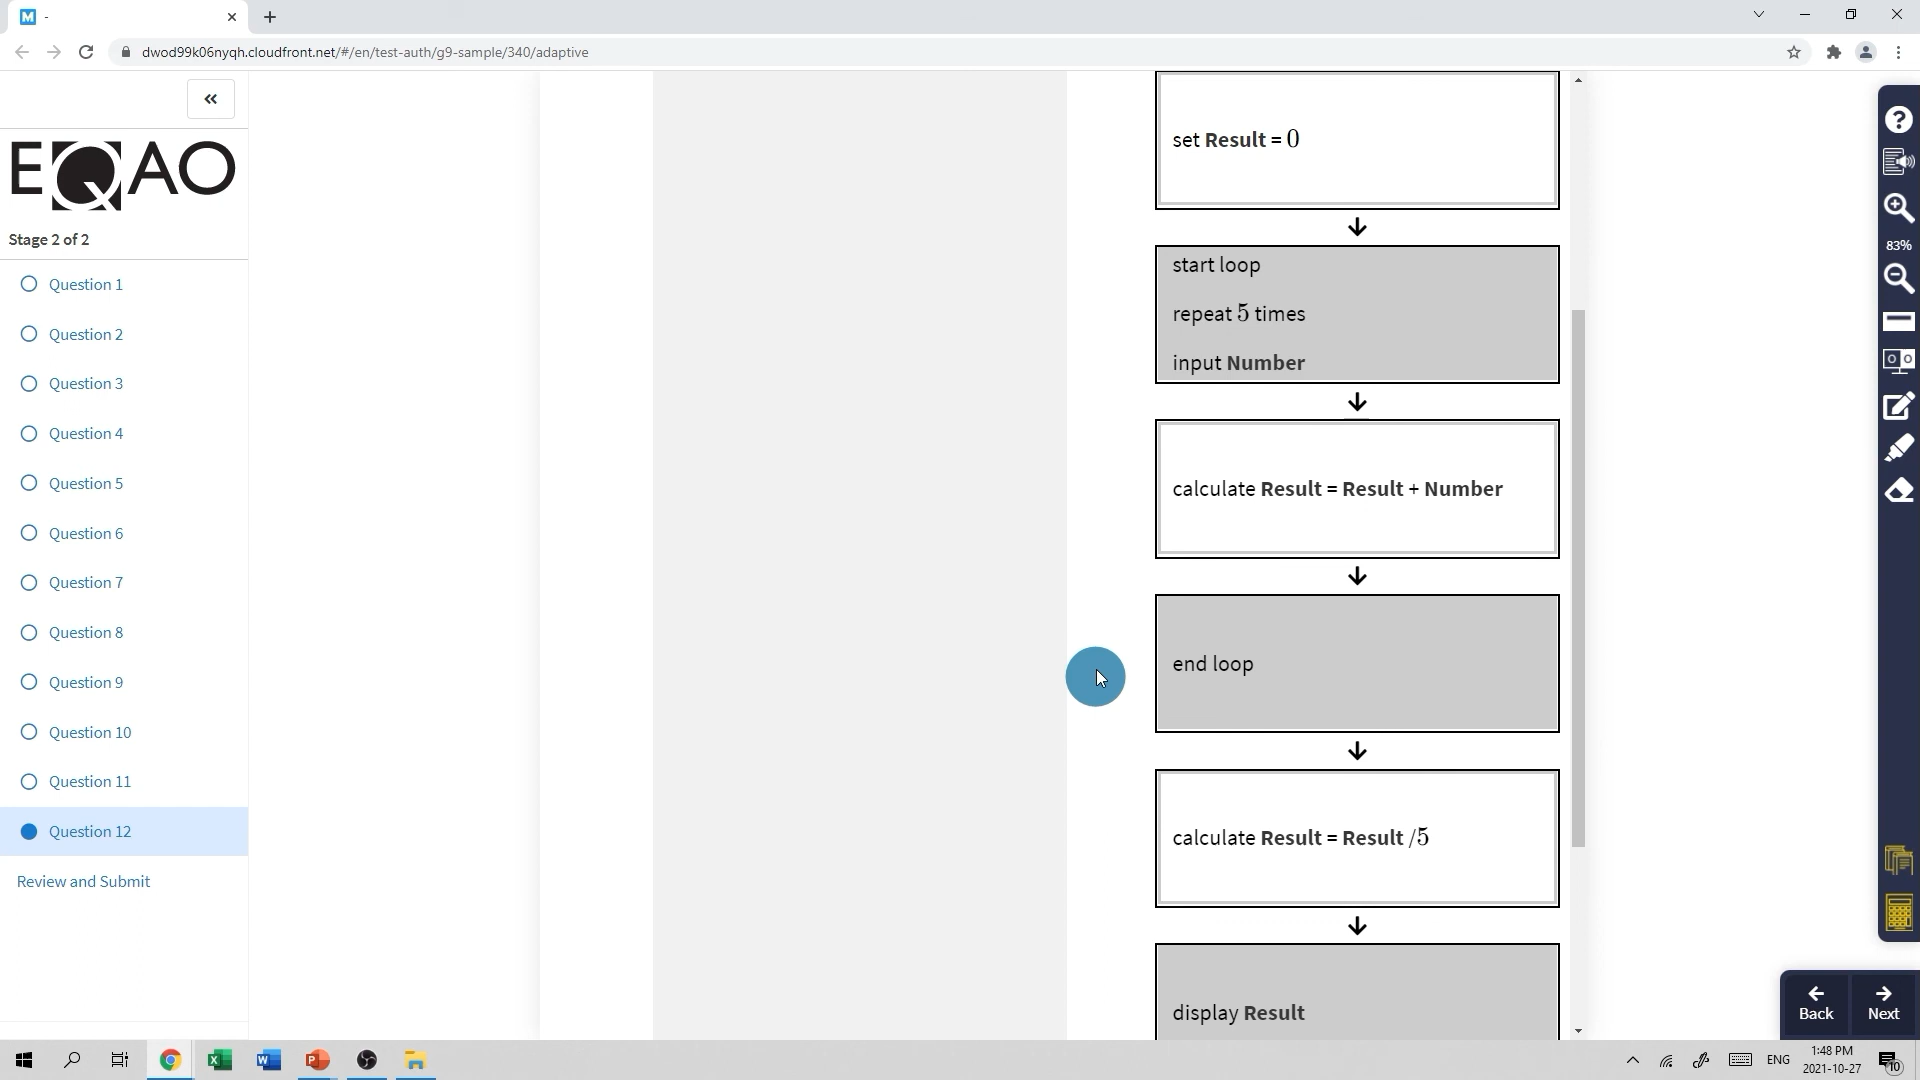 M -
dwod99k06nyqh.cloudfront.net/#/en/test-auth/g9-sample/340/adaptive
EQAO
Stage 2 of 2
Question 1
Question 2
Question 3
Question 4
Question 5
Question 6
Question 7
Question 8
Question 9
Question 10
Question 11
Question 12
Review and Submit
set Result = 0
start loop
repeat 5 times
input Number
calculate Result = Result + Number
end loop
calculate Result = Result /5
display Result
83%
Back
Next
ENG
1:48 PM
2021-10-27
10